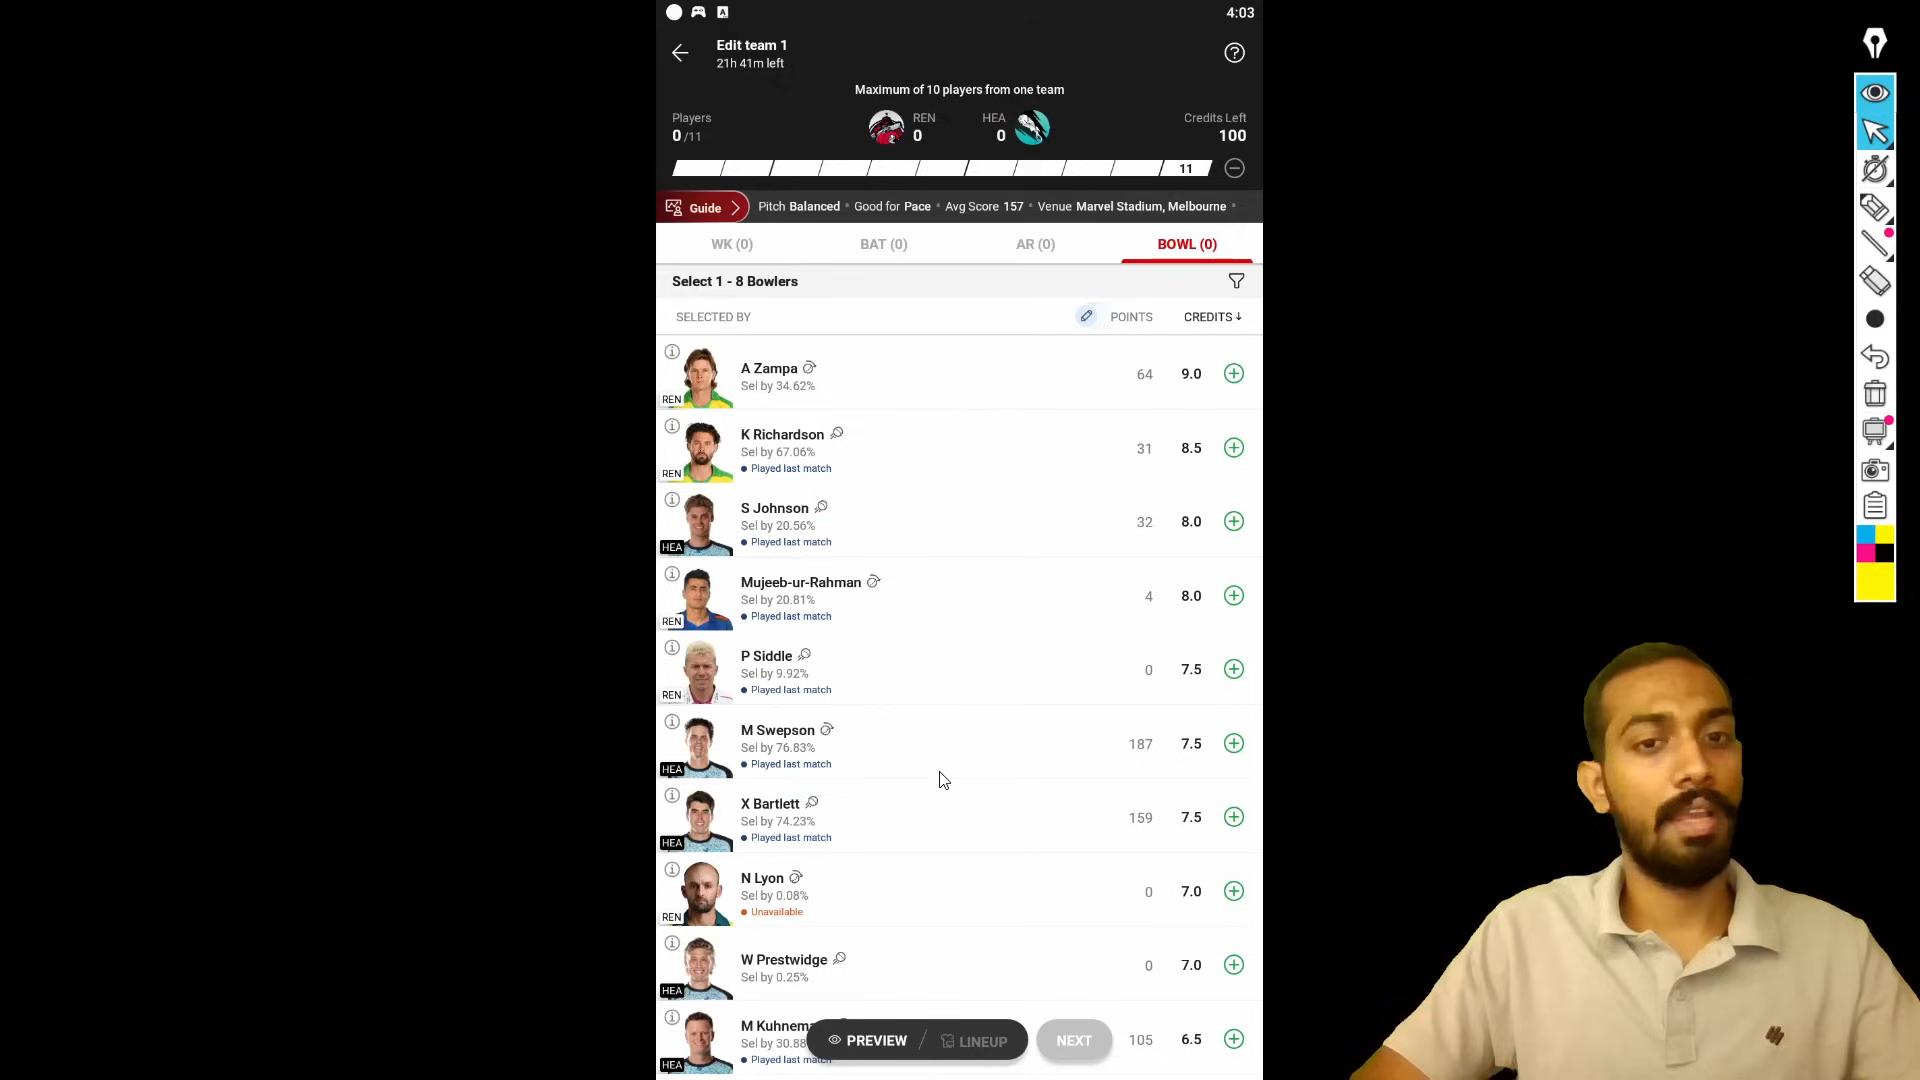 4:03
Edit team 1
21h 41m left
Maximum of 10 players from one team
Players
0 /11
REN
0
HEA
0
Credits Left
100
11
Guide
Pitch Balanced • Good for Pace • Avg Score 157 • Venue Marvel Stadium, Melbourne •
WK (0) BAT (0) AR (0) BOWL (0)
Select 1 - 8 Bowlers
SELECTED BY POINTS CREDITS↓
A Zampa
Sel by 34.62%
REN
64 9.0
K Richardson
Sel by 67.06%
Played last match
REN
31 8.5
S Johnson
Sel by 20.56%
Played last match
HEA
32 8.0
Mujeeb-ur-Rahman
Sel by 20.81%
Played last match
REN
4 8.0
P Siddle
Sel by 9.92%
Played last match
REN
0 7.5
M Swepson
Sel by 76.83%
Played last match
HEA
187 7.5
X Bartlett
Sel by 74.23%
Played last match
HEA
159 7.5
N Lyon
Sel by 0.08%
Unavailable
REN
0 7.0
W Prestwidge
Sel by 0.25%
HEA
0 7.0
M Kuhnema
Sel by 30.88
Played last match
HEA
105 6.5
PREVIEW LINEUP NEXT